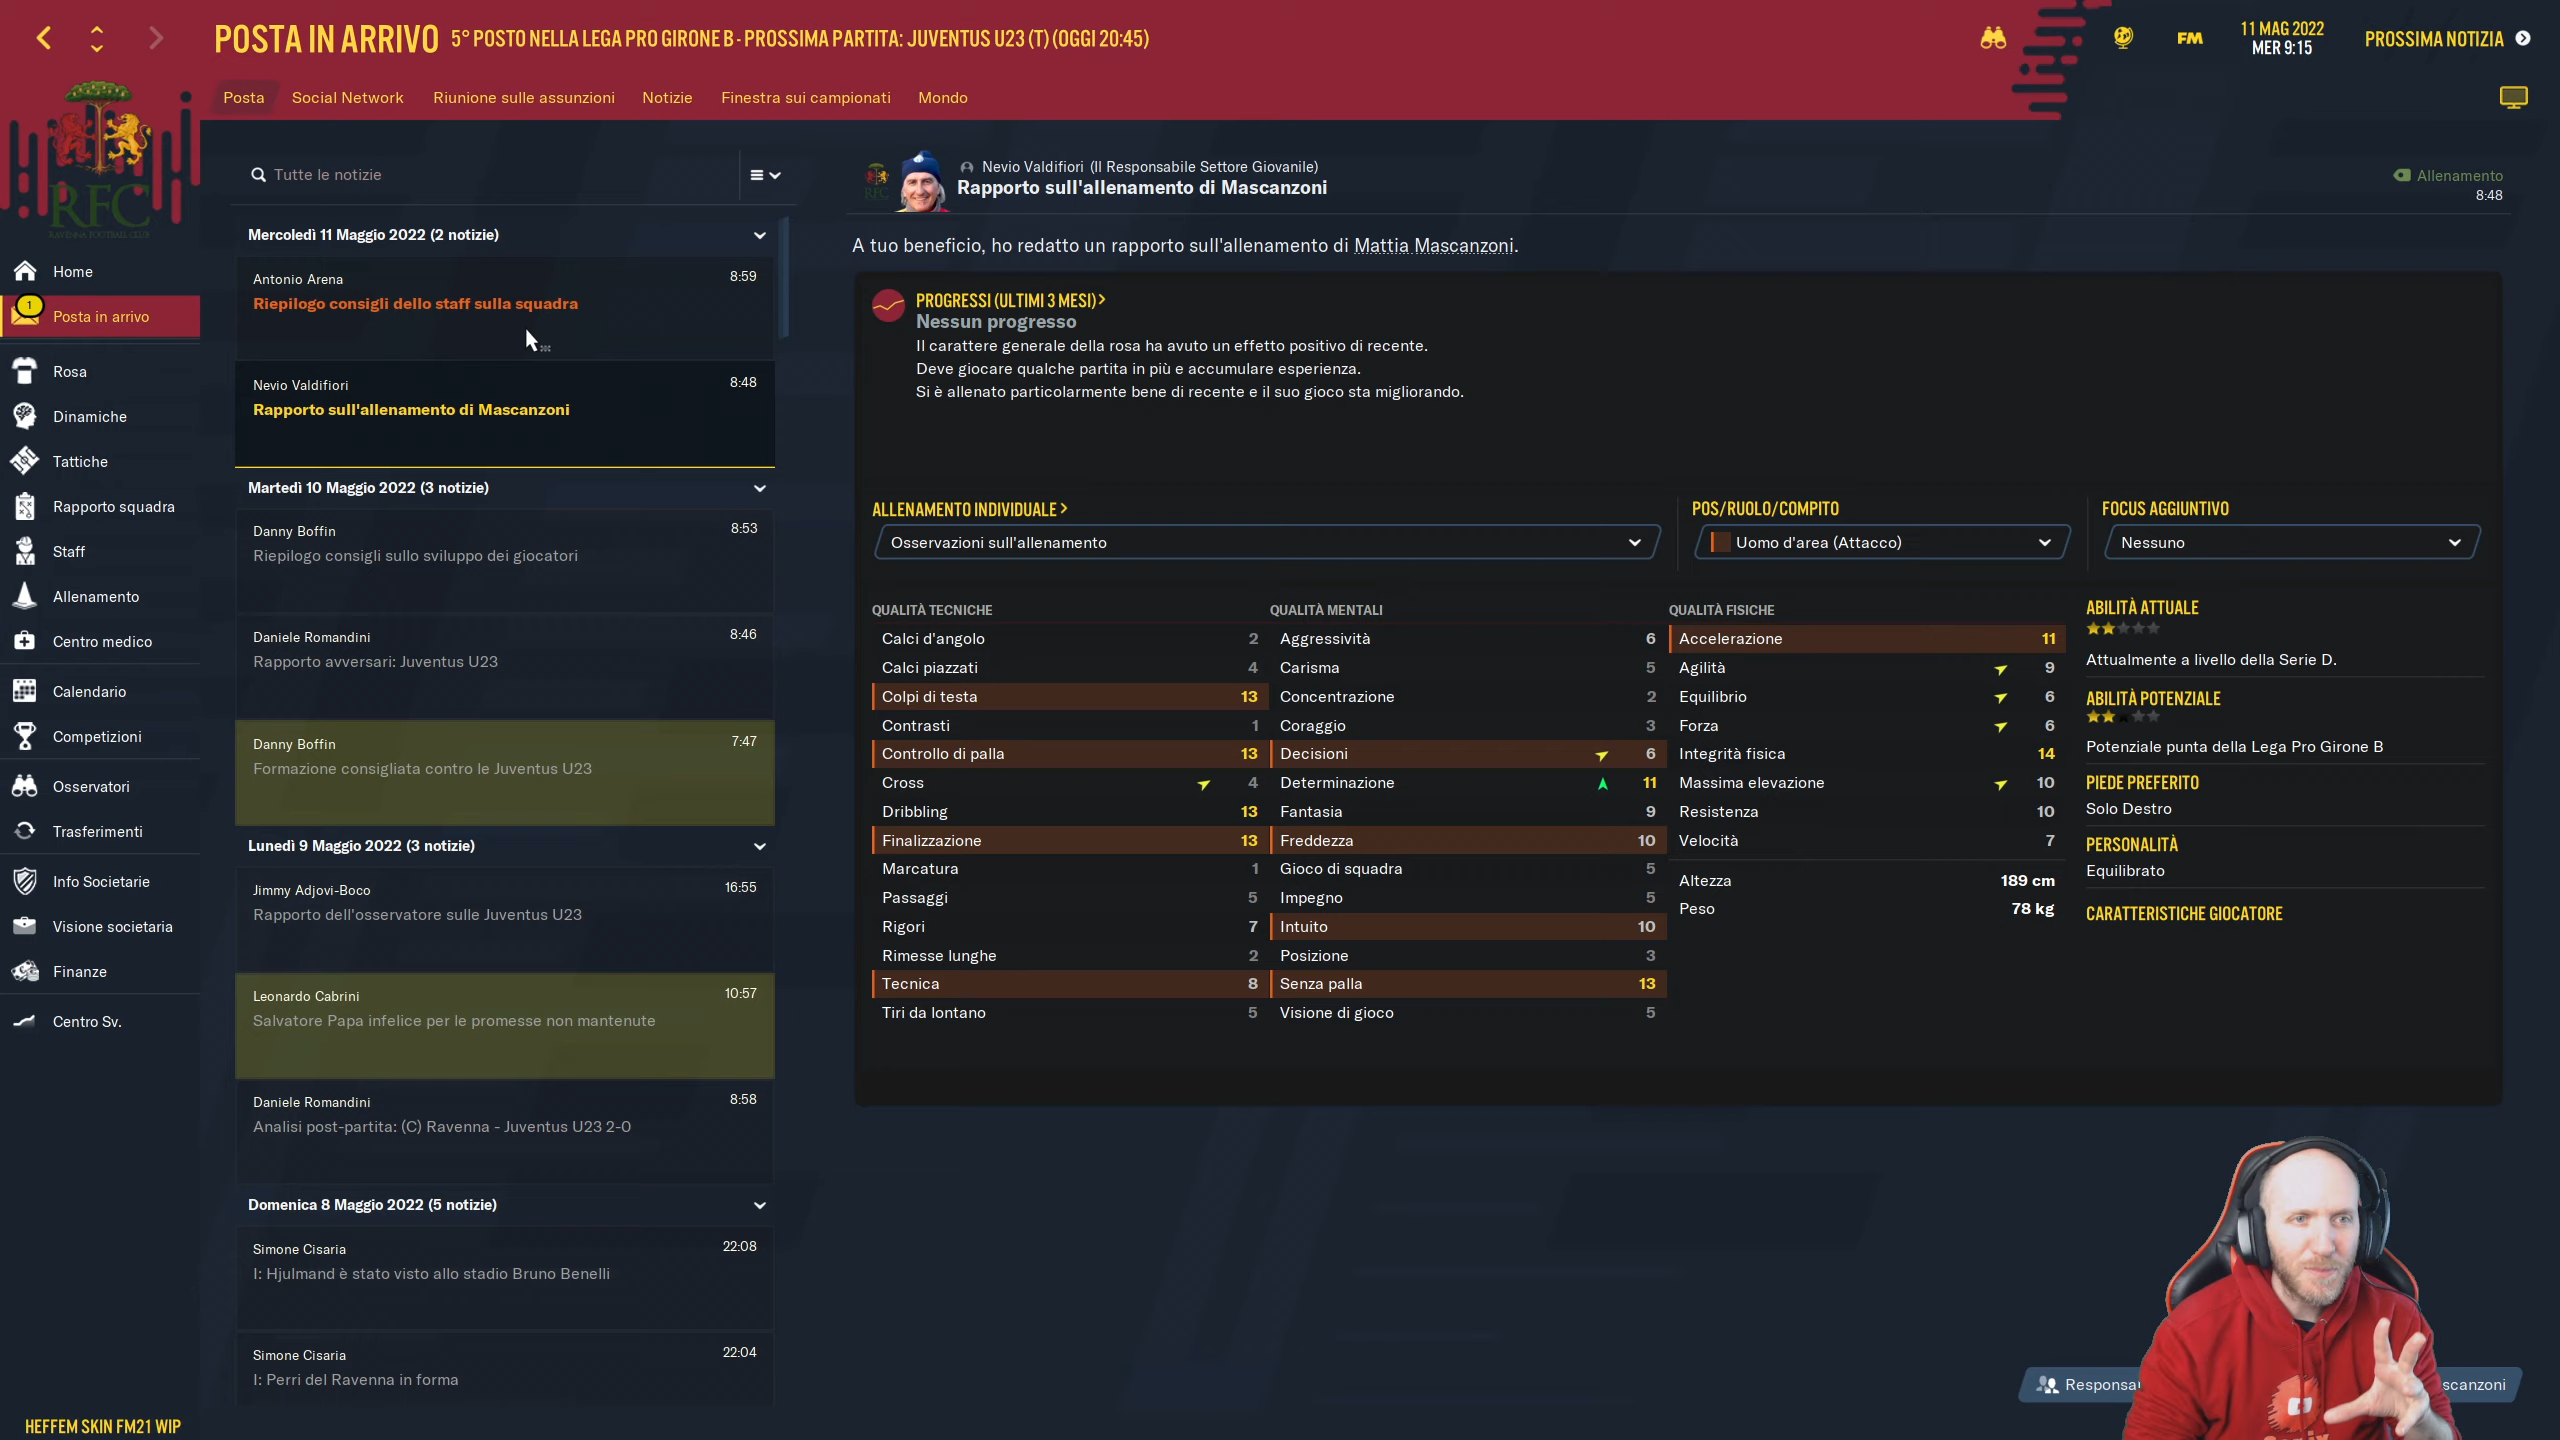 POSTA IN ARRIVO
5° POSTO NELLA LEGA PRO GIRONE B - PROSSIMA PARTITA: JUVENTUS U23 (T) (OGGI 20:45)
FM
11 MAG 2022
MER 9:15
PROSSIMA NOTIZIA
Posta
Social Network
Riunione sulle assunzioni
Notizie
Finestra sui campionati
Mondo
RFC
RAVENNA FOOTBALL CLUB
Home
1
Posta in arrivo
Rosa
Dinamiche
Tattiche
Rapporto squadra
Staff
Allenamento
Centro medico
Calendario
Competizioni
Osservatori
Trasferimenti
Info Societarie
Visione societaria
Finanze
Centro Sv.
HEFFEM SKIN FM21 WIP
Tutte le notizie
Mercoledì 11 Maggio 2022 (2 notizie)
Antonio Arena
8:59
Riepilogo consigli dello staff sulla squadra
Nevio Valdifiori
8:48
Rapporto sull'allenamento di Mascanzoni
Martedì 10 Maggio 2022 (3 notizie)
Danny Boffin
8:53
Riepilogo consigli sullo sviluppo dei giocatori
Daniele Romandini
8:46
Rapporto avversari: Juventus U23
Danny Boffin
7:47
Formazione consigliata contro le Juventus U23
Lunedì 9 Maggio 2022 (3 notizie)
Jimmy Adjovi-Boco
16:55
Rapporto dell'osservatore sulle Juventus U23
Leonardo Cabrini
10:57
Salvatore Papa infelice per le promesse non mantenute
Daniele Romandini
8:58
Analisi post-partita: (C) Ravenna - Juventus U23 2-0
Domenica 8 Maggio 2022 (5 notizie)
Simone Cisaria
22:08
I: Hjulmand è stato visto allo stadio Bruno Benelli
Simone Cisaria
22:04
I: Perri del Ravenna in forma
Nevio Valdifiori (Il Responsabile Settore Giovanile)
Rapporto sull'allenamento di Mascanzoni
Allenamento
8:48
A tuo beneficio, ho redatto un rapporto sull'allenamento di Mattia Mascanzoni.
PROGRESSI (ULTIMI 3 MESI)
Nessun progresso
Il carattere generale della rosa ha avuto un effetto positivo di recente.
Deve giocare qualche partita in più e accumulare esperienza.
Si è allenato particolarmente bene di recente e il suo gioco sta migliorando.
ALLENAMENTO INDIVIDUALE
Osservazioni sull'allenamento
POS/RUOLO/COMPITO
Uomo d'area (Attacco)
FOCUS AGGIUNTIVO
Nessuno
QUALITÀ TECNICHE
Calci d'angolo 2
Calci piazzati 4
Colpi di testa 13
Contrasti 1
Controllo di palla 13
Cross 4
Dribbling 13
Finalizzazione 13
Marcatura 1
Passaggi 5
Rigori 7
Rimesse lunghe 2
Tecnica 8
Tiri da lontano 5
QUALITÀ MENTALI
Aggressività 6
Carisma 5
Concentrazione 2
Coraggio 3
Decisioni 6
Determinazione 11
Fantasia 9
Freddezza 10
Gioco di squadra 5
Impegno 5
Intuito 10
Posizione 3
Senza palla 13
Visione di gioco 5
QUALITÀ FISICHE
Accelerazione 11
Agilità 9
Equilibrio 6
Forza 6
Integrità fisica 14
Massima elevazione 10
Resistenza 10
Velocità 7
Altezza 189 cm
Peso 78 kg
ABILITÀ ATTUALE
Attualmente a livello della Serie D.
ABILITÀ POTENZIALE
Potenziale punta della Lega Pro Girone B
PIEDE PREFERITO
Solo Destro
PERSONALITÀ
Equilibrato
CARATTERISTICHE GIOCATORE